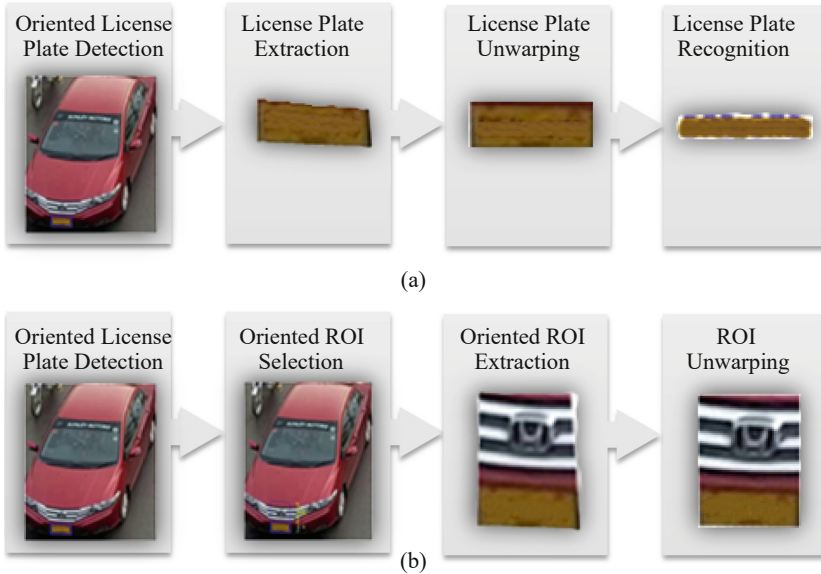 Oriented License
Plate Detection
License Plate
Extraction
License Plate
Unwarping
License Plate
Recognition
(a)
Oriented License
Plate Detection
Oriented ROI
Selection
Oriented ROI
Extraction
ROI
Unwarping
(b)